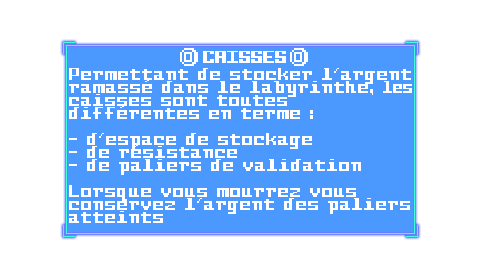 @ CAISSES @
Permettant de stocker l'argent
ramassé dans le labyrinthe, les
caisses sont toutes
différentes en terme :
- d'espace de stockage
- de résistance
- de paliers de validation
Lorsque vous mourrez vous
conservez l'argent des paliers
atteints